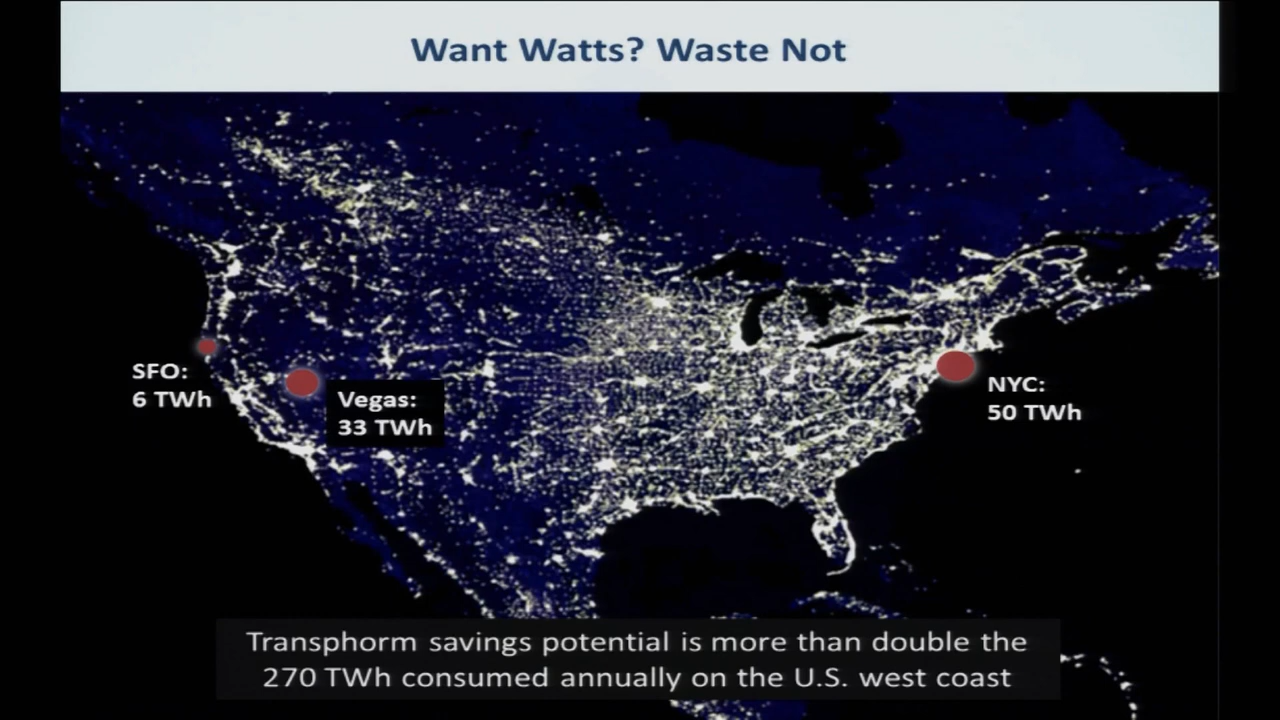 Want Watts? Waste Not
SFO:
6 TWh
Vegas:
33 TWh
NYC:
50 TWh
Transphorm savings potential is more than double the
270 TWh consumed annually on the U.S. west coast